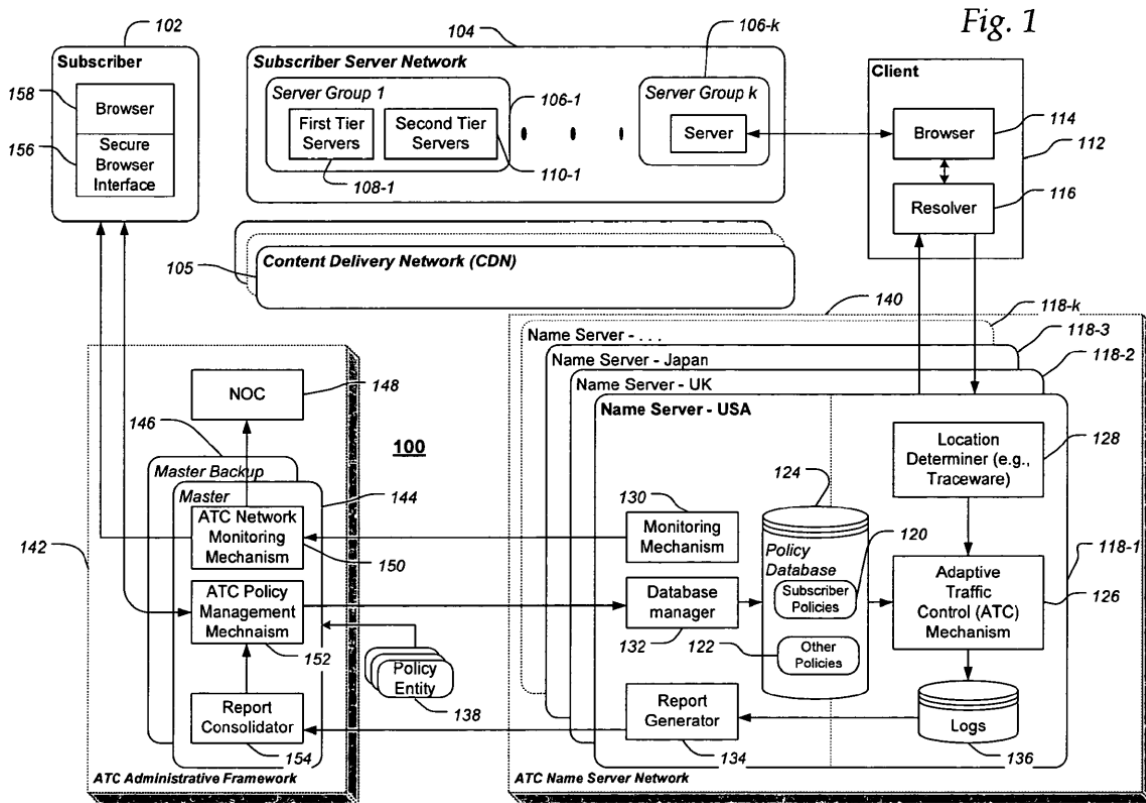 Fig. 1
102
Subscriber
158
Browser
156
Secure
Browser
Interface
104
Subscriber Server Network
Server Group 1
106-1
First Tier
Servers
108-1
Second Tier
Servers
110-1
106-k
Server Group k
Server
Client
Browser
114
112
Resolver
116
105
Content Delivery Network (CDN)
140
118-k
Name Server - . . .
118-3
Name Server - Japan
118-2
Name Server - UK
Name Server - USA
118-1
Location
Determiner (e.g.,
Traceware)
128
124
120
Policy
Database
Subscriber
Policies
122
Other
Policies
130
Monitoring
Mechanism
Database
manager
132
Adaptive
Traffic
Control (ATC)
Mechanism
126
Report
Generator
134
Logs
136
ATC Name Server Network
100
NOC
148
146
Master Backup
Master
144
142
ATC Network
Monitoring
Mechanism
150
ATC Policy
Management
Mechnaism
152
Policy
Entity
138
Report
Consolidator
154
ATC Administrative Framework